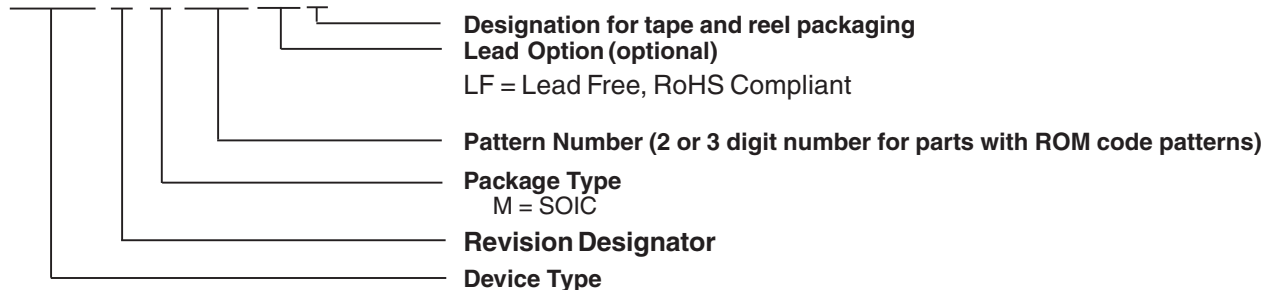 Designation for tape and reel packaging
Lead Option (optional)
LF = Lead Free, RoHS Compliant
Pattern Number (2 or 3 digit number for parts with ROM code patterns)
Package Type
M = SOIC
Revision Designator
Device Type